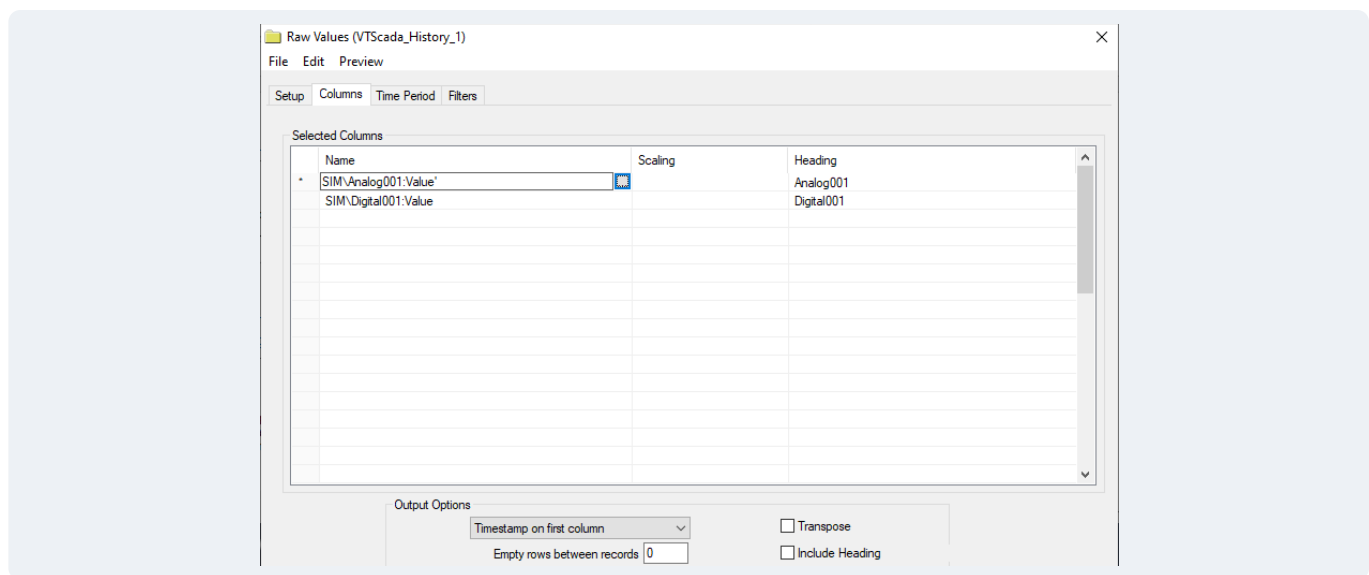 Raw Values (VTScada_History_1)
File Edit Preview
Setup Columns Time Period Filters
Selected Columns
Name Scaling Heading
* SIM\Analog001:Value' Analog001
SIM\Digital001:Value Digital001
Output Options
Timestamp on first column Transpose
Empty rows between records 0 Include Heading